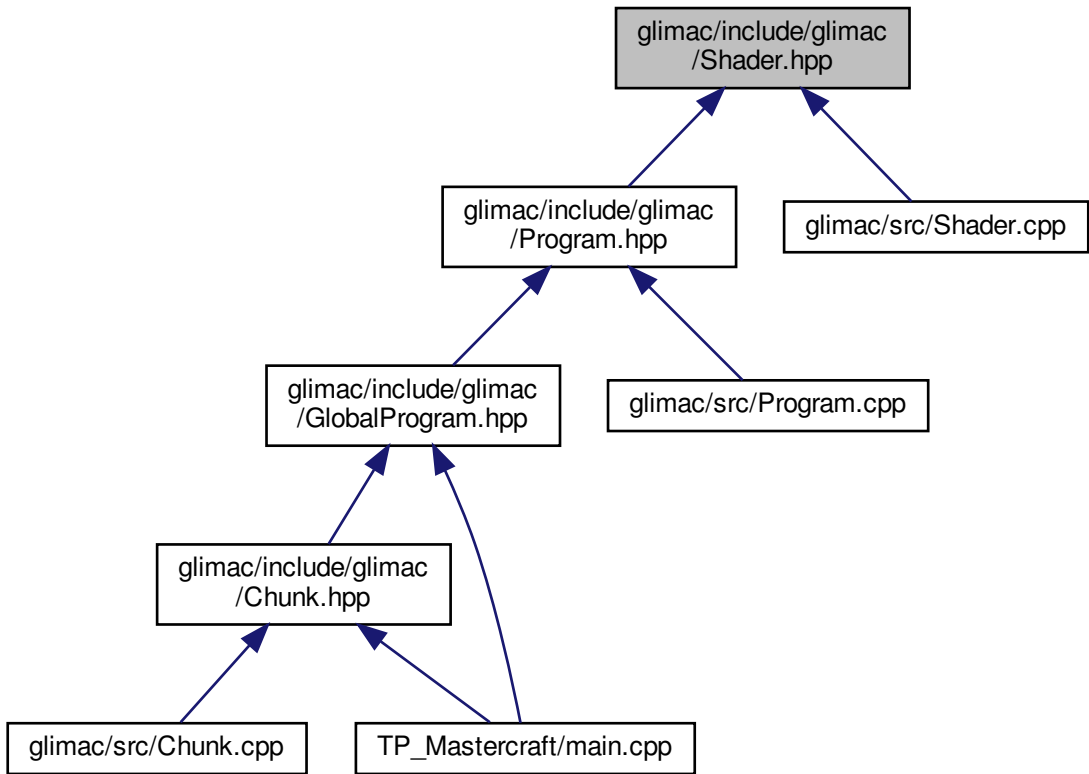 glimac/include/glimac
/Shader.hpp
glimac/include/glimac
/Program.hpp
glimac/src/Shader.cpp
glimac/include/glimac
/GlobalProgram.hpp
glimac/src/Program.cpp
glimac/include/glimac
/Chunk.hpp
glimac/src/Chunk.cpp
TP_Mastercraft/main.cpp